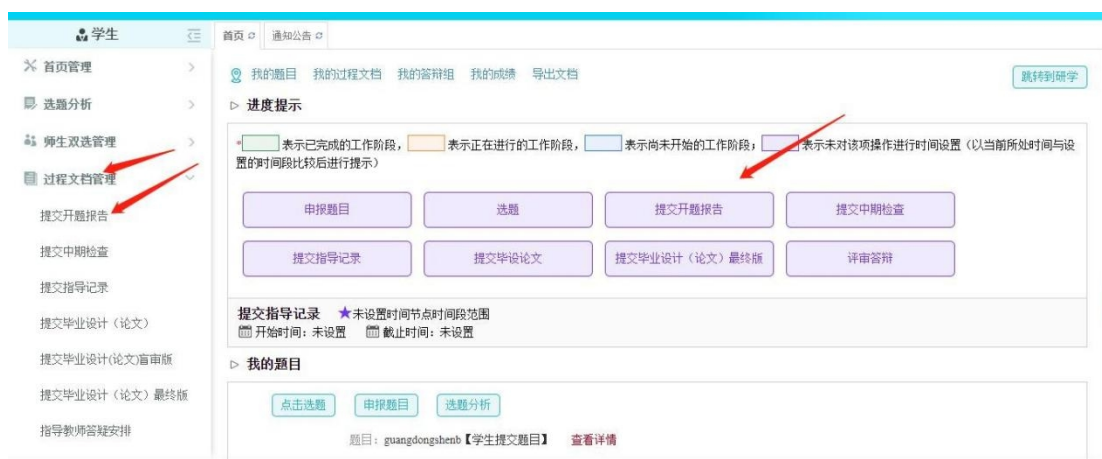 学生
首页 通知公告
首页管理
选题分析
师生双选管理
过程文档管理
提交开题报告
提交中期检查
提交指导记录
提交毕业设计(论文)
提交毕业设计(论文)盲审版
提交毕业设计(论文)最终版
指导教师答疑安排
我的题目 我的过程文档 我的答辩组 我的成绩 导出文档 跳转到研学
进度提示
* 表示已完成的工作阶段, 表示正在进行的工作阶段, 表示尚未开始的工作阶段; 表示未对该项操作进行时间设置(以当前所处时间与设
置的时间段比较后进行提示)
申报题目 选题 提交开题报告 提交中期检查
提交指导记录 提交毕设论文 提交毕业设计(论文)最终版 评审答辩
提交指导记录 ★未设置时间节点时间段范围
开始时间:未设置 截止时间:未设置
我的题目
点击选题 申报题目 选题分析
题目:guangdongshenb【学生提交题目】 查看详情